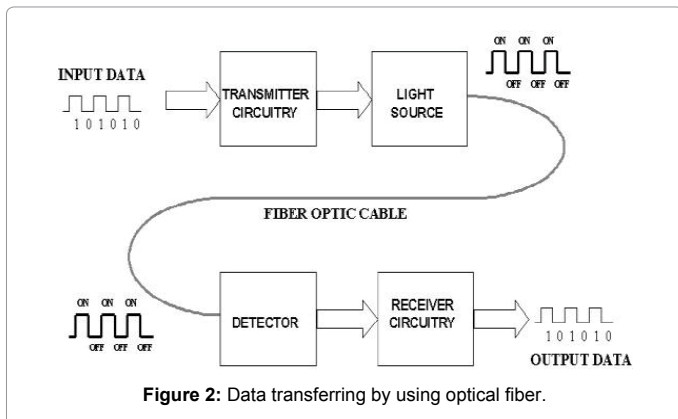 ON ON ON
OFF OFF OFF
INPUT DATA
1 0 1 0 1 0
TRANSMITTER
CIRCUITRY
LIGHT
SOURCE
FIBER OPTIC CABLE
ON ON ON
OFF OFF OFF
DETECTOR
RECEIVER
CIRCUITRY
1 0 1 0 1 0
OUTPUT DATA
Figure 2: Data transferring by using optical fiber.